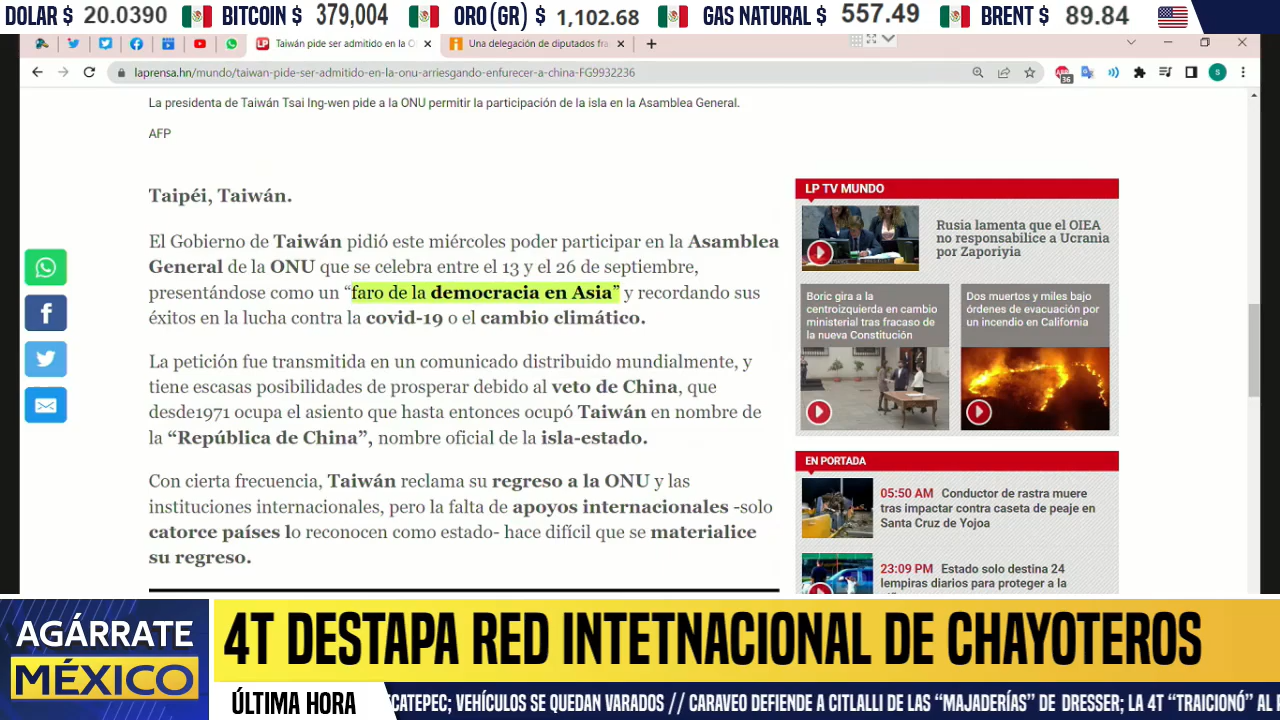 DOLAR $ 20.0390 BITCOIN $ 379,004 ORO(GR) $ 1,102.68 GAS NATURAL $ 557.49 BRENT $ 89.84
Taiwán pide ser admitido en la O
Una delegación de diputados fra
laprensa.hn/mundo/taiwan-pide-ser-admitido-en-la-onu-arriesgando-enfurecer-a-china-FG9932236
36
S
La presidenta de Taiwán Tsai Ing-wen pide a la ONU permitir la participación de la isla en la Asamblea General.
AFP
Taipéi, Taiwán.
El Gobierno de Taiwán pidió este miércoles poder participar en la Asamblea
General de la ONU que se celebra entre el 13 y el 26 de septiembre,
presentándose como un “faro de la democracia en Asia” y recordando sus
éxitos en la lucha contra la covid-19 o el cambio climático.
La petición fue transmitida en un comunicado distribuido mundialmente, y
tiene escasas posibilidades de prosperar debido al veto de China, que
desde1971 ocupa el asiento que hasta entonces ocupó Taiwán en nombre de
la “República de China”, nombre oficial de la isla-estado.
Con cierta frecuencia, Taiwán reclama su regreso a la ONU y las
instituciones internacionales, pero la falta de apoyos internacionales -solo
catorce países lo reconocen como estado- hace difícil que se materialice
su regreso.
LP TV MUNDO
Rusia lamenta que el OIEA
no responsabilice a Ucrania
por Zaporiyia
Boric gira a la
centroizquierda en cambio
ministerial tras fracaso de
la nueva Constitución
Dos muertos y miles bajo
órdenes de evacuación por
un incendio en California
EN PORTADA
05:50 AM Conductor de rastra muere
tras impactar contra caseta de peaje en
Santa Cruz de Yojoa
23:09 PM Estado solo destina 24
lempiras diarios para proteger a la
AGÁRRATE
MÉXICO
4T DESTAPA RED INTETNACIONAL DE CHAYOTEROS
ÚLTIMA HORA
CATEPEC; VEHÍCULOS SE QUEDAN VARADOS // CARAVEO DEFIENDE A CITLALLI DE LAS “MAJADERÍAS” DE DRESSER; LA 4T “TRAICIONÓ” AL